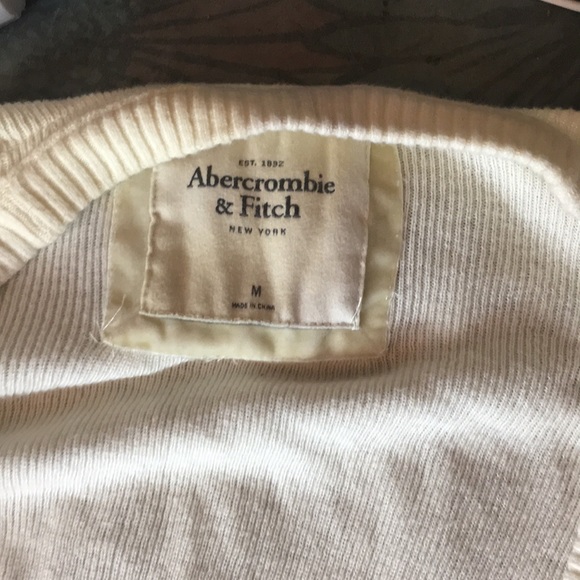 EST. 1892
Abercrombie
& Fitch
NEW YORK
M
MADE IN CHINA